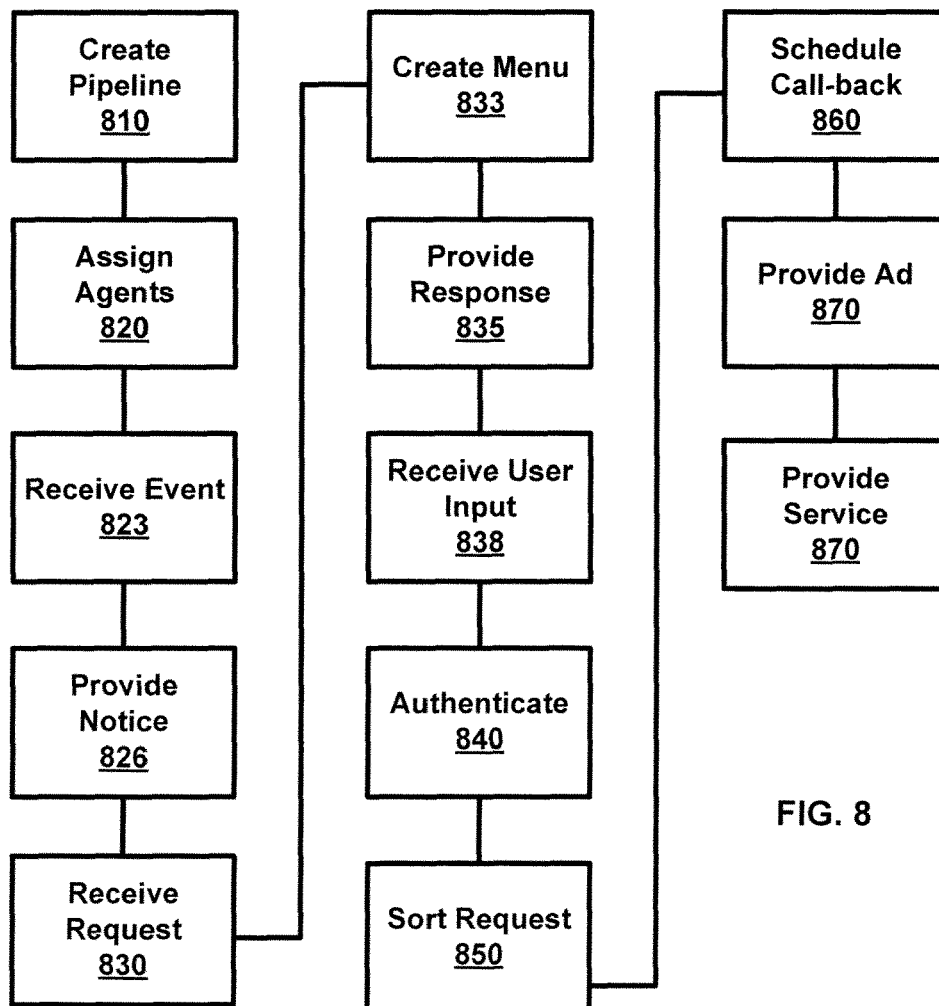 Create
Pipeline
810
Assign
Agents
820
Receive Event
823
Provide
Notice
826
Receive
Request
830
Create Menu
833
Provide
Response
835
Receive User
Input
838
Authenticate
840
Sort Request
850
Schedule
Call-back
860
Provide Ad
870
Provide
Service
870
FIG. 8